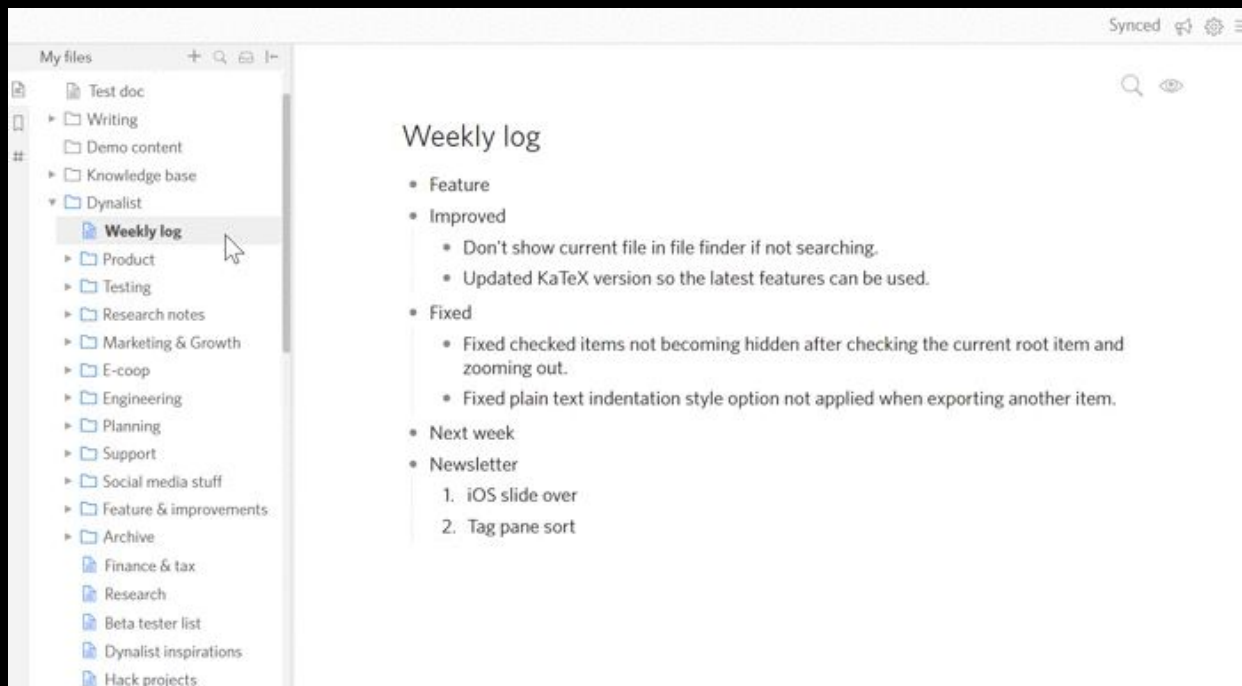 Synced
My files
Test doc
Writing
Demo content
Knowledge base
Dynalist
Weekly log
Product
Testing
Research notes
Marketing & Growth
E-coop
Engineering
Planning
Support
Social media stuff
Feature & improvements
Archive
Finance & tax
Research
Beta tester list
Dynalist inspirations
Hack projects
Weekly log
• Feature
• Improved
• Don't show current file in file finder if not searching.
• Updated KaTeX version so the latest features can be used.
• Fixed
• Fixed checked items not becoming hidden after checking the current root item and
zooming out.
• Fixed plain text indentation style option not applied when exporting another item.
• Next week
• Newsletter
1. iOS slide over
2. Tag pane sort